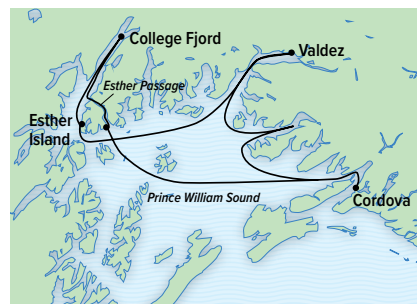 College Fjord
Valdez
Esther Passage
Esther
Island
Prince William Sound
Cordova